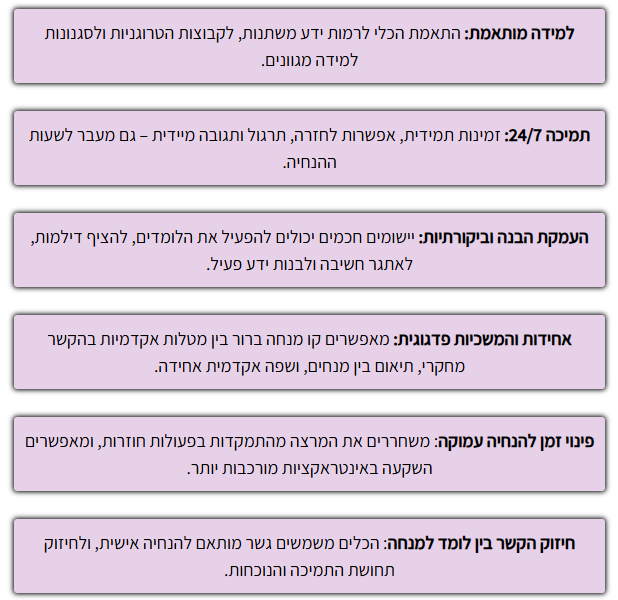 למידה מותאמת: התאמת הכלי לרמות ידע משתנות, לקבוצות הטרוגניות ולסגנונות
למידה מגוונים.
תמיכה 24/7: זמינות תמידית, אפשרות לחזרה, תרגול ותגובה מיידית – גם מעבר לשעות
ההנחיה.
העמקת הבנה וביקורתיות: יישומים חכמים יכולים להפעיל את הלומדים, להציף דילמות,
לאתגר חשיבה ולבנות ידע פעיל.
אחידות והמשכיות פדגוגית: מאפשרים קו מנחה ברור בין מטלות אקדמיות בהקשר
מחקרי, תיאום בין מנחים, ושפה אקדמית אחידה.
פינוי זמן להנחיה עמוקה: משחררים את המרצה מהתמקדות בפעולות חוזרות, ומאפשרים
השקעה באינטראקציות מורכבות יותר.
חיזוק הקשר בין לומד למנחה: הכלים משמשים גשר מותאם להנחיה אישית, ולחיזוק
תחושת התמיכה והנוכחות.